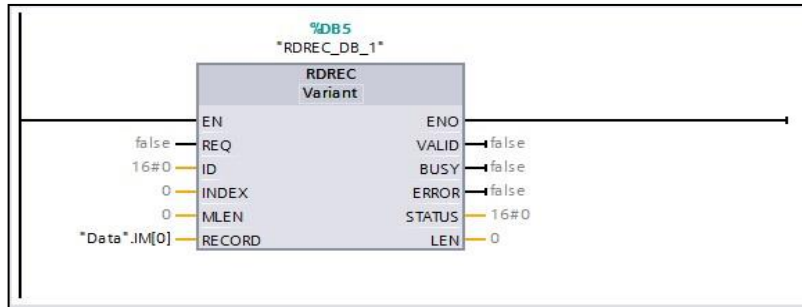 %DB5
"RDREC_DB_1"
RDREC
Variant
EN ENO
false REQ VALID false
16#0 ID BUSY false
0 INDEX ERROR false
0 MLEN STATUS 16#0
"Data".IM[0] RECORD LEN 0